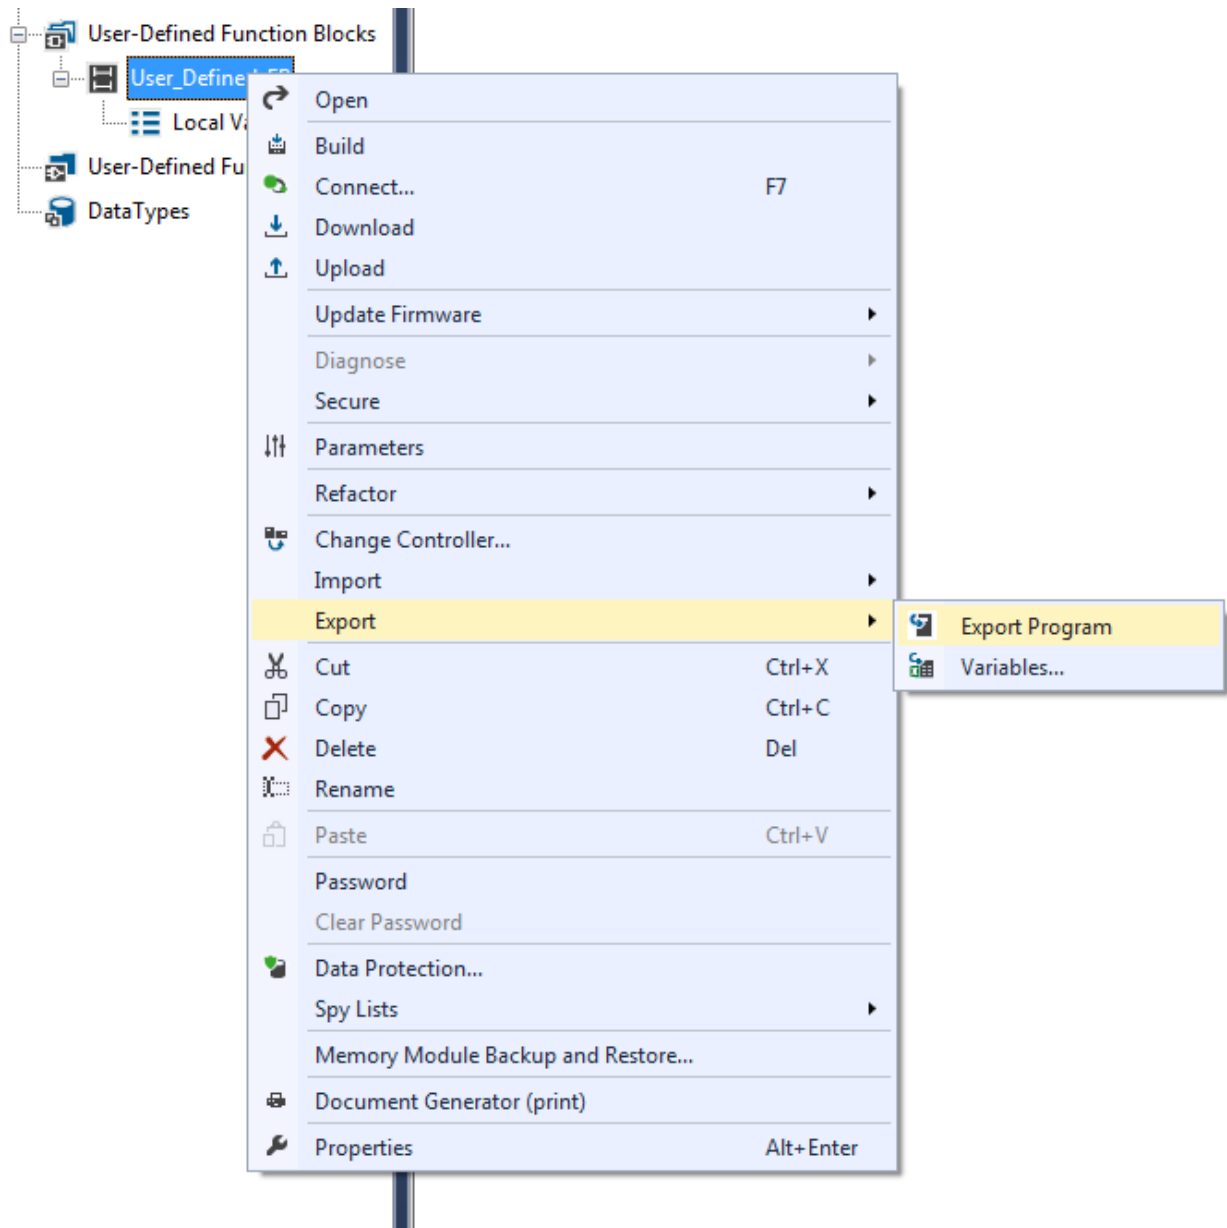 User-Defined Function Blocks
User_Define
Local
User-Defined
DataTypes
Open
Build
Connect... F7
Download
Upload
Update Firmware
Diagnose
Secure
Parameters
Refactor
Change Controller...
Import
Export
Export Program
Variables...
Cut Ctrl+X
Copy Ctrl+C
Delete Del
Rename
Paste Ctrl+V
Password
Clear Password
Data Protection...
Spy Lists
Memory Module Backup and Restore...
Document Generator (print)
Properties Alt+Enter